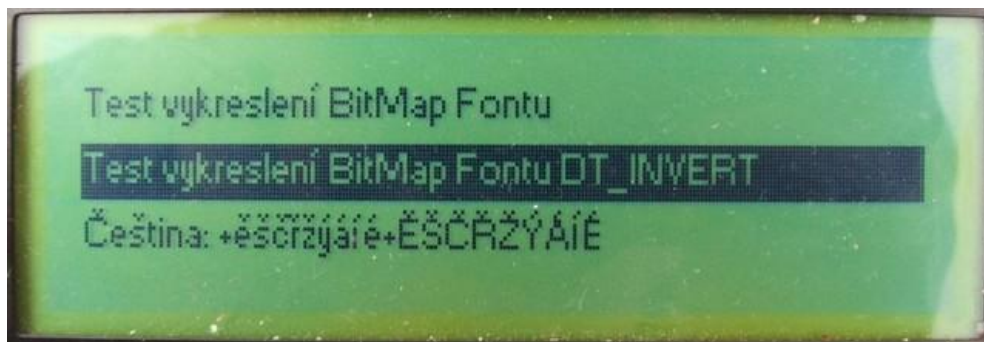 Test vykreslení BitMap Fontu
Test vykreslení BitMap Fontu DT_INVERT
Čeština: +ěščřžýáíé+ĚŠČŘŽÝÁÍÉ